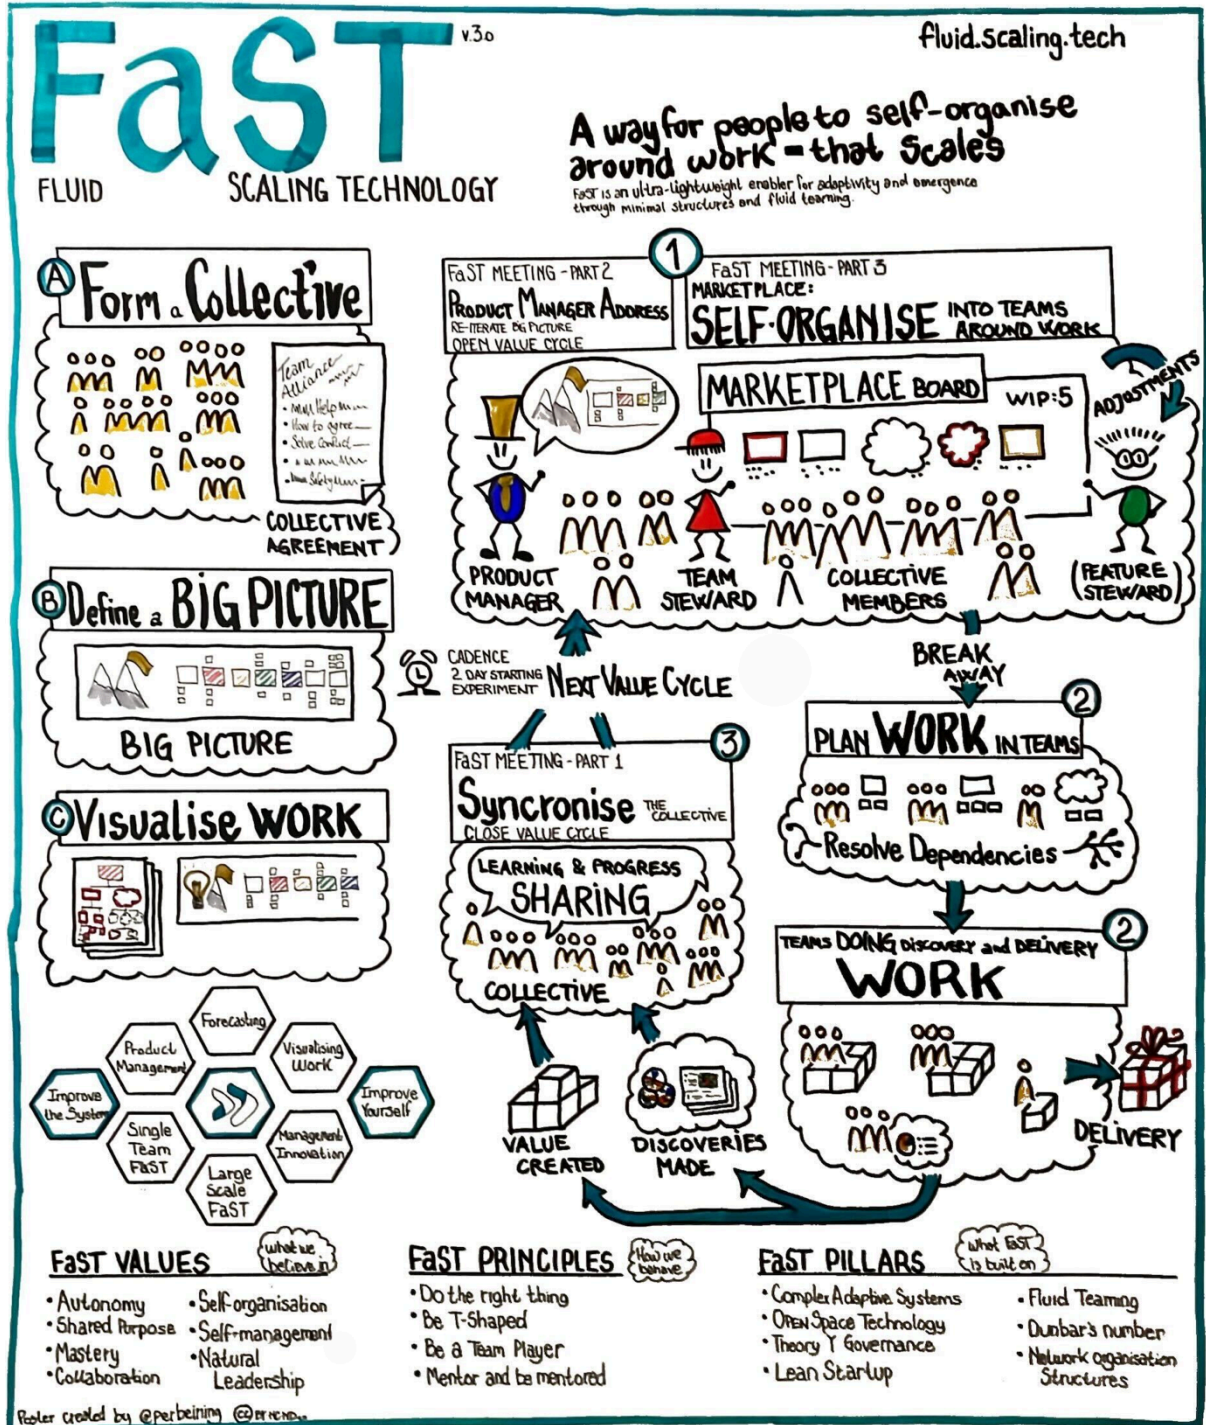 FaST v.3.0
fluid.scaling.tech
FLUID SCALING TECHNOLOGY
A way for people to self-organise
around work - that Scales
FaST is an ultra-lightweight enabler for adaptivity and emergence
through minimal structures and fluid teaming.
A Form a Collective
Team
Alliance
How to agree
Solve Conflict
COLLECTIVE
AGREEMENT
B Define a BIG PICTURE
BIG PICTURE
C Visualise WORK
1
FaST MEETING - PART 2
PRODUCT MANAGER ADDRESS
RE-ITERATE BIG PICTURE
OPEN VALUE CYCLE
FaST MEETING - PART 3
MARKETPLACE:
SELF-ORGANISE INTO TEAMS
AROUND WORK
MARKETPLACE BOARD
WIP:5
ADJUSTMENTS
PRODUCT
MANAGER
TEAM
STEWARD
COLLECTIVE
MEMBERS
(FEATURE
STEWARD)
BREAK
AWAY
2
PLAN WORK IN TEAMS
Resolve Dependencies
2
TEAMS DOING DISCOVERY and DELIVERY
WORK
DELIVERY
CADENCE
2 DAY STARTING
EXPERIMENT
NEXT VALUE CYCLE
3
FaST MEETING - PART 1
Syncronise THE
COLLECTIVE
CLOSE VALUE CYCLE
LEARNING & PROGRESS
SHARING
COLLECTIVE
VALUE
CREATED
DISCOVERIES
MADE
Forecasting
Product
Management
Visualising
Work
Improve
the System
Improve
Yourself
Single
Team
FaST
Management
Innovation
Large
Scale
FaST
FaST VALUES
what we
believe in
• Autonomy
• Shared Purpose
• Mastery
• Collaboration
• Self-organisation
• Self-management
• Natural
Leadership
FaST PRINCIPLES
How we
behave
• Do the right thing
• Be T-Shaped
• Be a Team Player
• Mentor and be mentored
FaST PILLARS
What FaST
is built on
• Complex Adaptive Systems
• OPEN Space Technology
• Theory Y Governance
• Lean Startup
• Fluid Teaming
• Dunbar's number
• Network organisation
Structures
Poster created by @perbeining